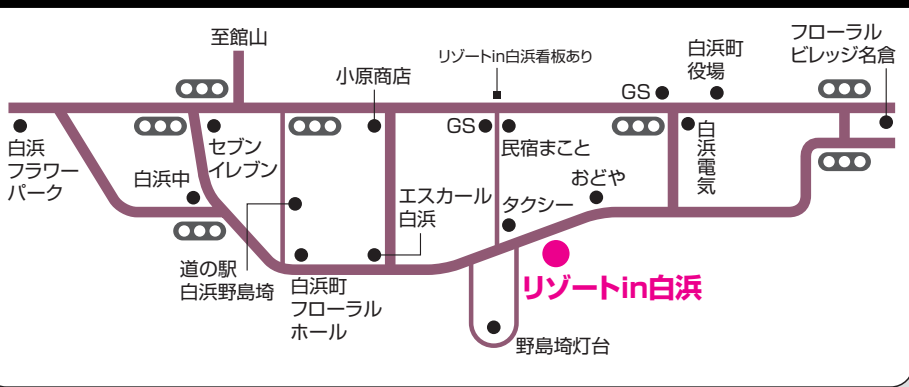 至館山
小原商店
リゾートin白浜看板あり
GS
白浜町
役場
フローラル
ビレッジ名倉
白浜
フラワー
パーク
白浜中
セブン
イレブン
GS
民宿まこと
白浜電気
エスカール
白浜
タクシー
おどや
道の駅
白浜野島埼
白浜町
フローラル
ホール
リゾートin白浜
野島埼灯台